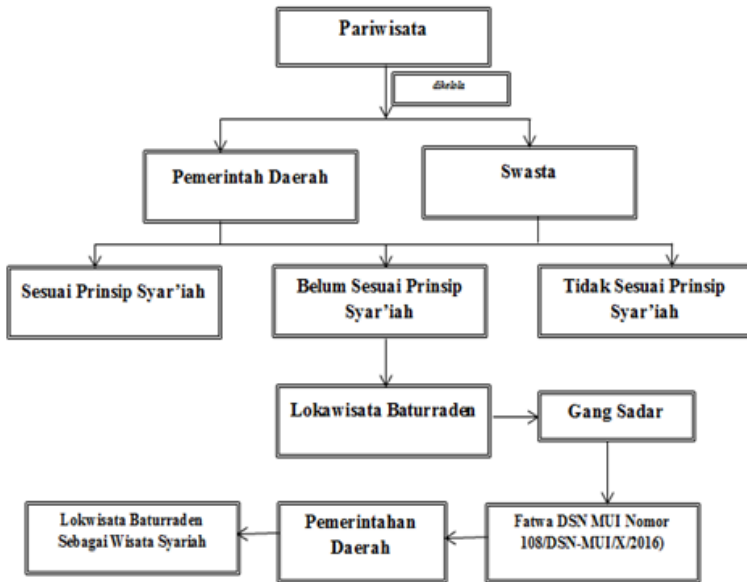 Pariwisata
dikelola
Pemerintah Daerah
Swasta
Sesuai Prinsip Syar’iah
Belum Sesuai Prinsip
Syar’iah
Tidak Sesuai Prinsip
Syar’iah
Lokawisata Baturraden
Gang Sadar
Lokwisata Baturraden
Sebagai Wisata Syariah
Pemerintahan
Daerah
Fatwa DSN MUI Nomor
108/DSN-MUI/X/2016)